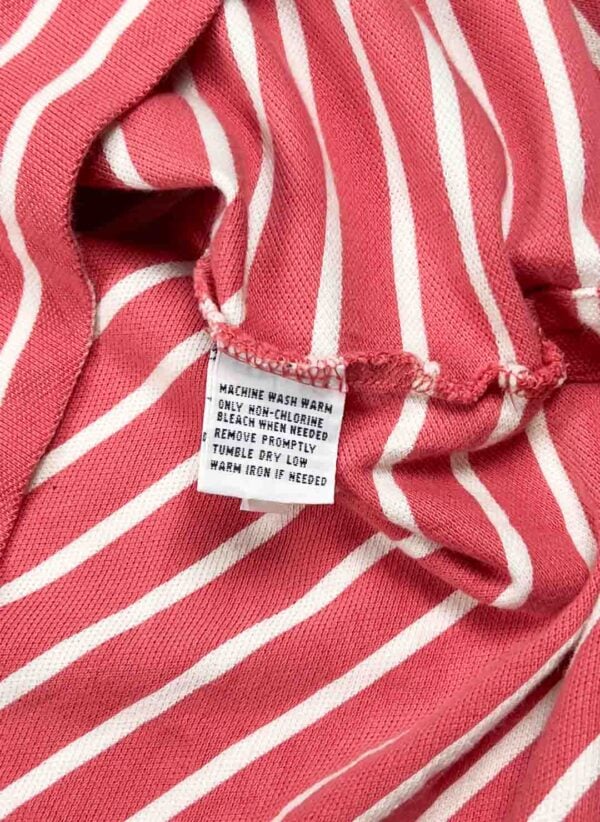 MACHINE WASH WARM
ONLY NON-CHLORINE
BLEACH WHEN NEEDED
REMOVE PROMPTLY
TUMBLE DRY LOW
WARM IRON IF NEEDED